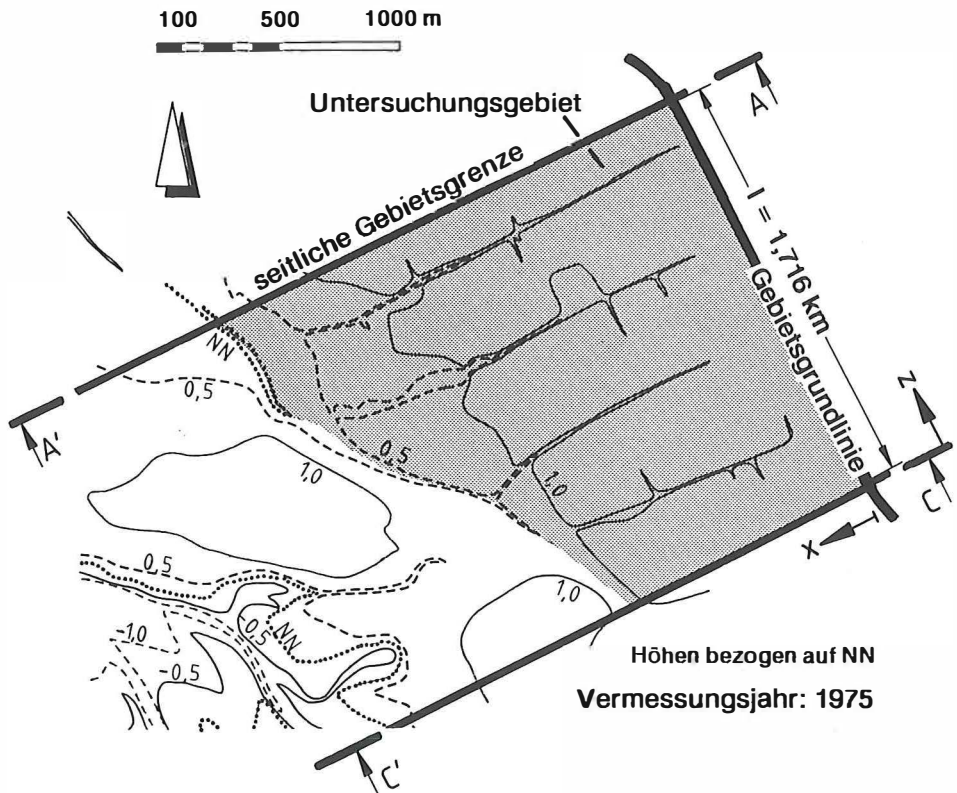 100 500 1000 m
Untersuchungsgebiet
A
seitliche Gebietsgrenze
l = 1,716 km
Gebietsgrundlinie
NN
0,5
A'
1,0
0,5
1,0
z
C
x
0,5
1,0
-1,0
-0,5
-0,5
NN
Höhen bezogen auf NN
Vermessungsjahr: 1975
C'